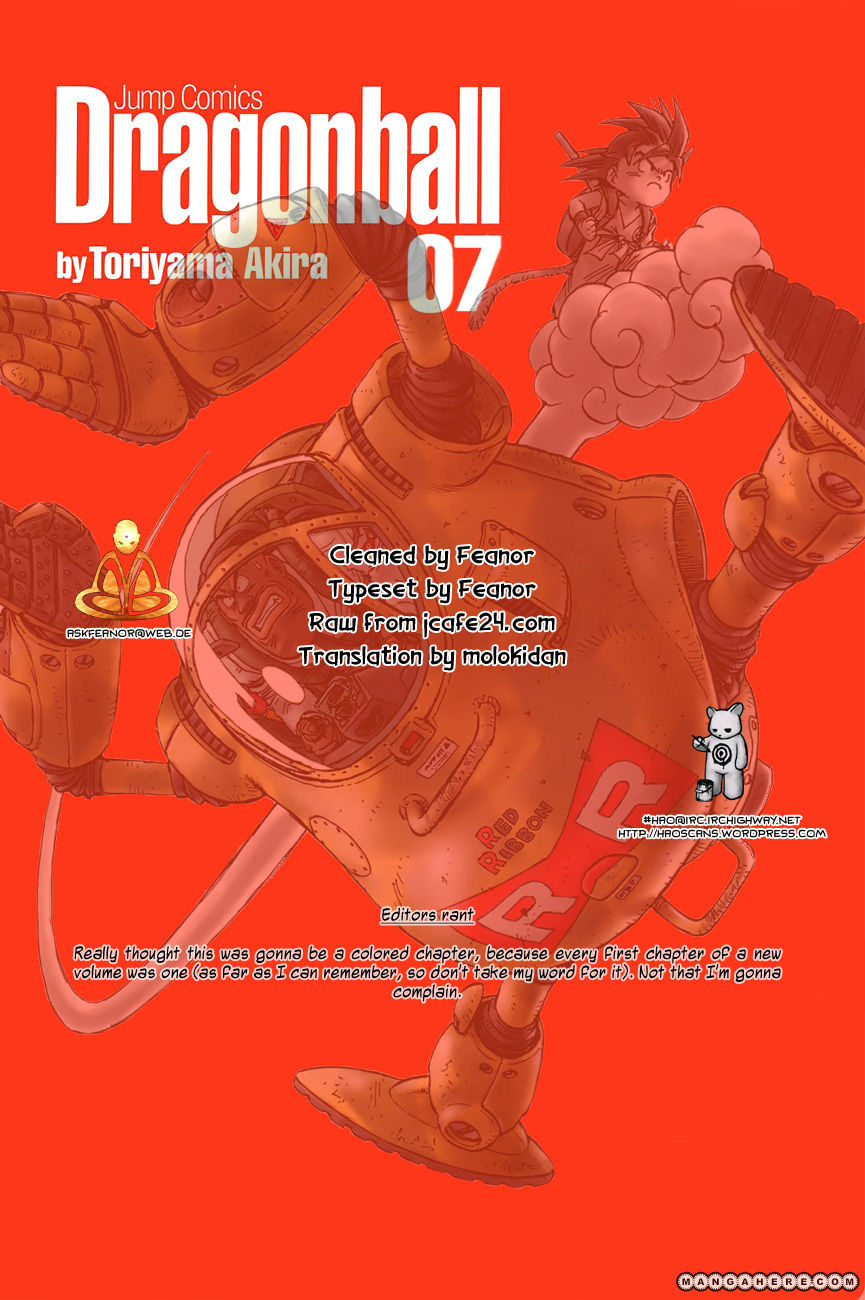 Jump Comics
Dragonball
by Toriyama Akira
07
Cleaned by Feanor
Typeset by Feanor
Raw from jcafe24.com
Translation by molokidan
ASKFEANOR@WEB.DE
#HAO@IRC.IRCHIGHWAY.NET
HTTP://HAOSCANS.WORDPRESS.COM
RED
RIBBON
R
R
Editors rant
Really thought this was gonna be a colored chapter, because every first chapter of a new
volume was one (as far as I can remember, so don't take my word for it). Not that I'm gonna
complain.
MANGAHERE.COM